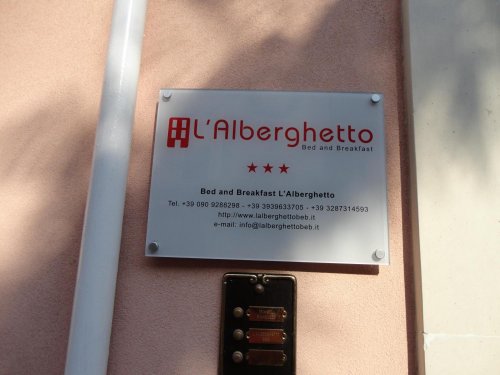 L'Alberghetto
Bed and Breakfast
★★★
Bed and Breakfast L'Alberghetto
Tel. +39 090 9286298 - +39 3939633705 - +39 3287314593
http://www.lalberghettobeb.it
e-mail: info@lalberghettobeb.it